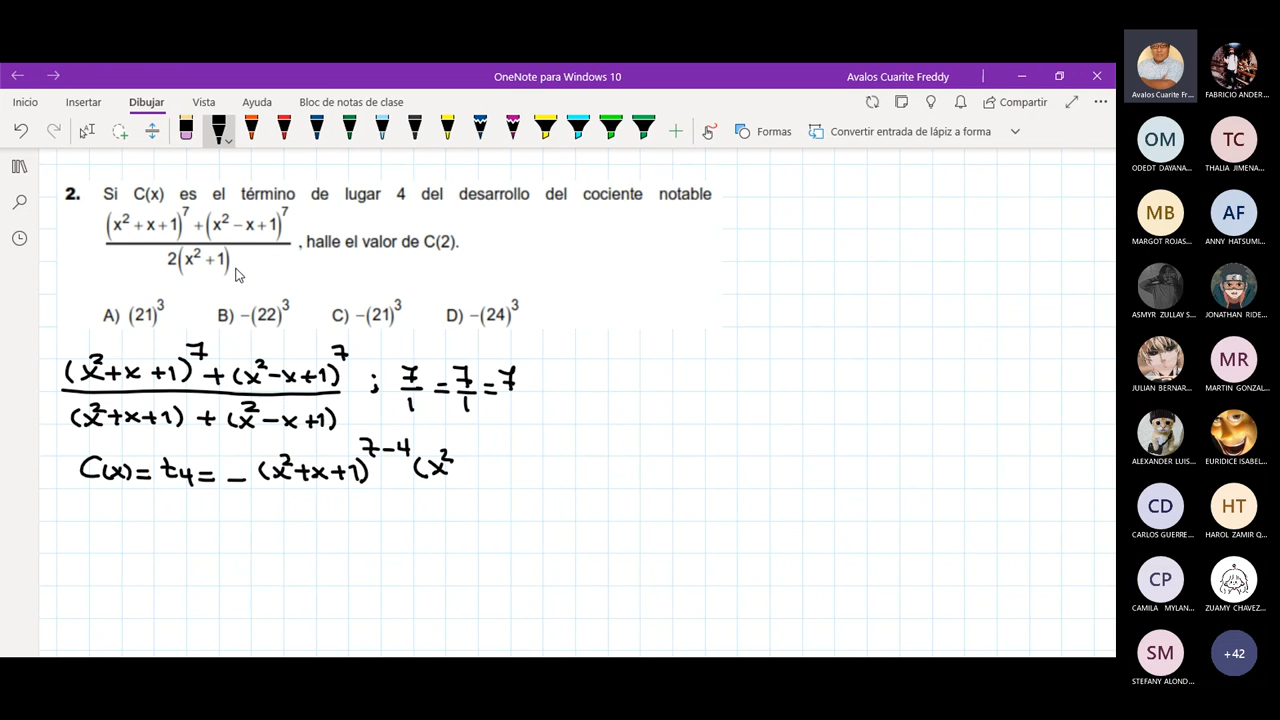 OneNote para Windows 10
Avalos Cuarite Freddy
Inicio Insertar Dibujar Vista Ayuda Bloc de notas de clase
Compartir
Formas
Convertir entrada de lápiz a forma
2. Si C(x) es el término de lugar 4 del desarrollo del cociente notable
(x² + x + 1)⁷ + (x² − x + 1)⁷
2(x² + 1)
, halle el valor de C(2).
A) (21)³ B) −(22)³ C) −(21)³ D) −(24)³
(x²+x+1)⁷ + (x²−x+1)⁷
(x²+x+1) + (x²−x+1)
; 7/1 = 7/1 = 7
C(x) = t₄ = − (x²+x+1)⁷⁻⁴ (x²
Avalos Cuarite Fr...
FABRICIO ANDER...
OM
ODEDT DAYANA...
TC
THALIA JIMENA...
MB
MARGOT ROJAS...
AF
ANNY HATSUMI...
ASMYR ZULLAY S...
JONATHAN RIDE...
JULIAN BERNAR...
MR
MARTIN GONZAL...
ALEXANDER LUIS...
EURIDICE ISABEL...
CD
CARLOS GUERRE...
HT
HAROL ZAMIR Q...
CP
CAMILA MYLAN...
ZUAMY CHAVEZ...
SM
STEFANY ALOND...
+42